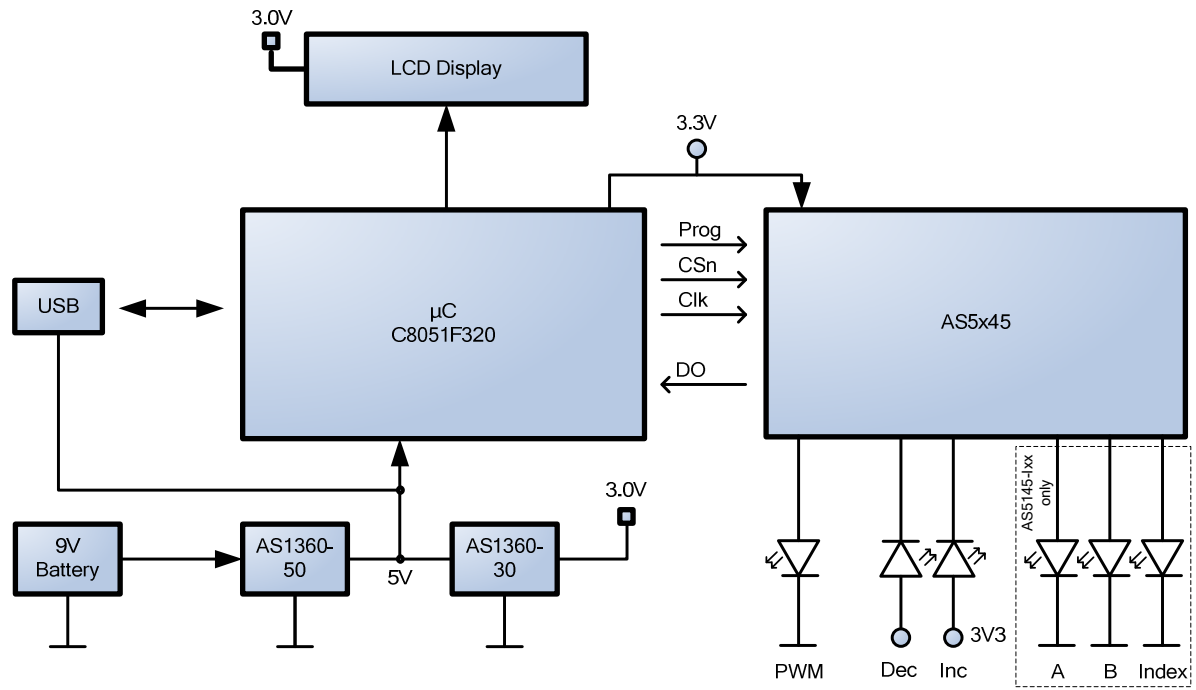 3.0V
LCD Display
3.3V
Prog
CSn
Clk
DO
USB
µC
C8051F320
AS5x45
3.0V
9V
Battery
AS1360-
50
5V
AS1360-
30
AS5145-Ixx
only
3V3
PWM
Dec
Inc
A
B
Index